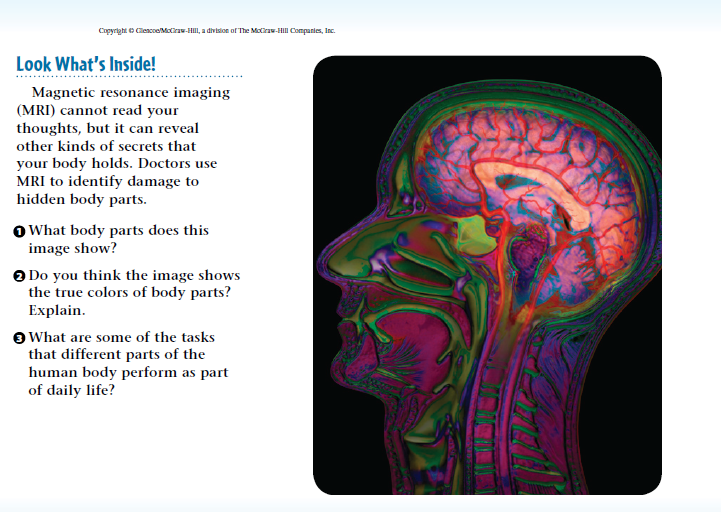 Copyright © Glencoe/McGraw-Hill, a division of The McGraw-Hill Companies, Inc.
Look What's Inside!
Magnetic resonance imaging
(MRI) cannot read your
thoughts, but it can reveal
other kinds of secrets that
your body holds. Doctors use
MRI to identify damage to
hidden body parts.
❶ What body parts does this
image show?
❷ Do you think the image shows
the true colors of body parts?
Explain.
❸ What are some of the tasks
that different parts of the
human body perform as part
of daily life?